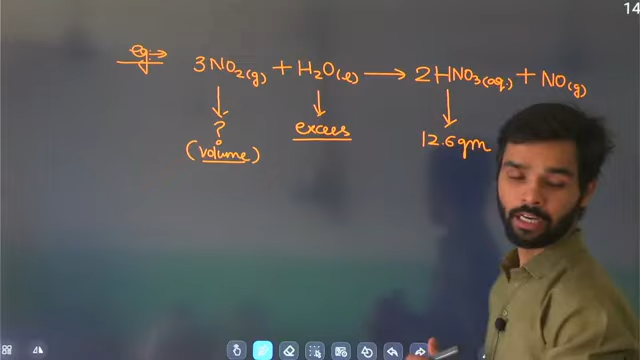 14
eg:→ 3NO₂(g) + H₂O(l) → 2HNO₃(aq.) + NO(g)
↓ ↓ ↓
? excess 12.6gm
(volume)